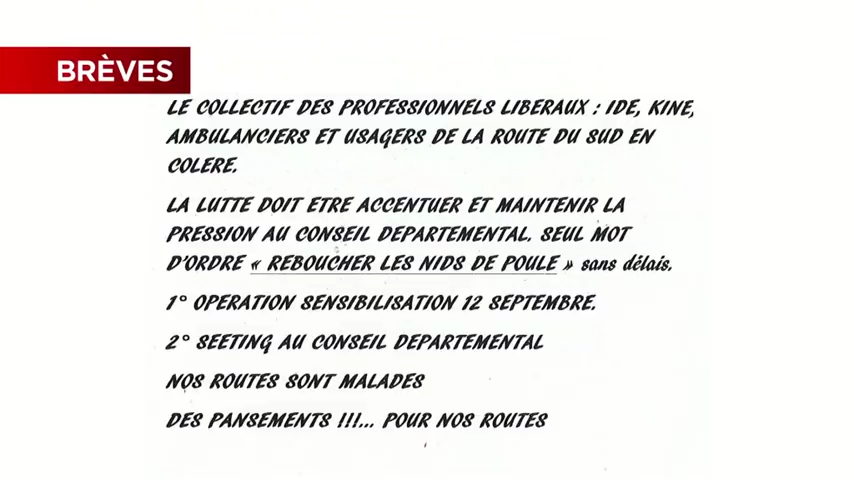 BRÈVES
LE COLLECTIF DES PROFESSIONNELS LIBERAUX : IDE, KINE,
AMBULANCIERS ET USAGERS DE LA ROUTE DU SUD EN
COLERE.
LA LUTTE DOIT ETRE ACCENTUER ET MAINTENIR LA
PRESSION AU CONSEIL DEPARTEMENTAL. SEUL MOT
D'ORDRE « REBOUCHER LES NIDS DE POULE » sans délais.
1° OPERATION SENSIBILISATION 12 SEPTEMBRE.
2° SEETING AU CONSEIL DEPARTEMENTAL
NOS ROUTES SONT MALADES
DES PANSEMENTS !!!... POUR NOS ROUTES